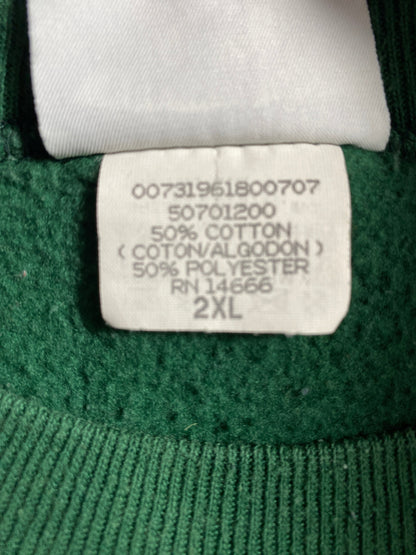 00731961800707
50701200
50% COTTON
(COTON/ALGODON)
50% POLYESTER
RN 14666
2XL